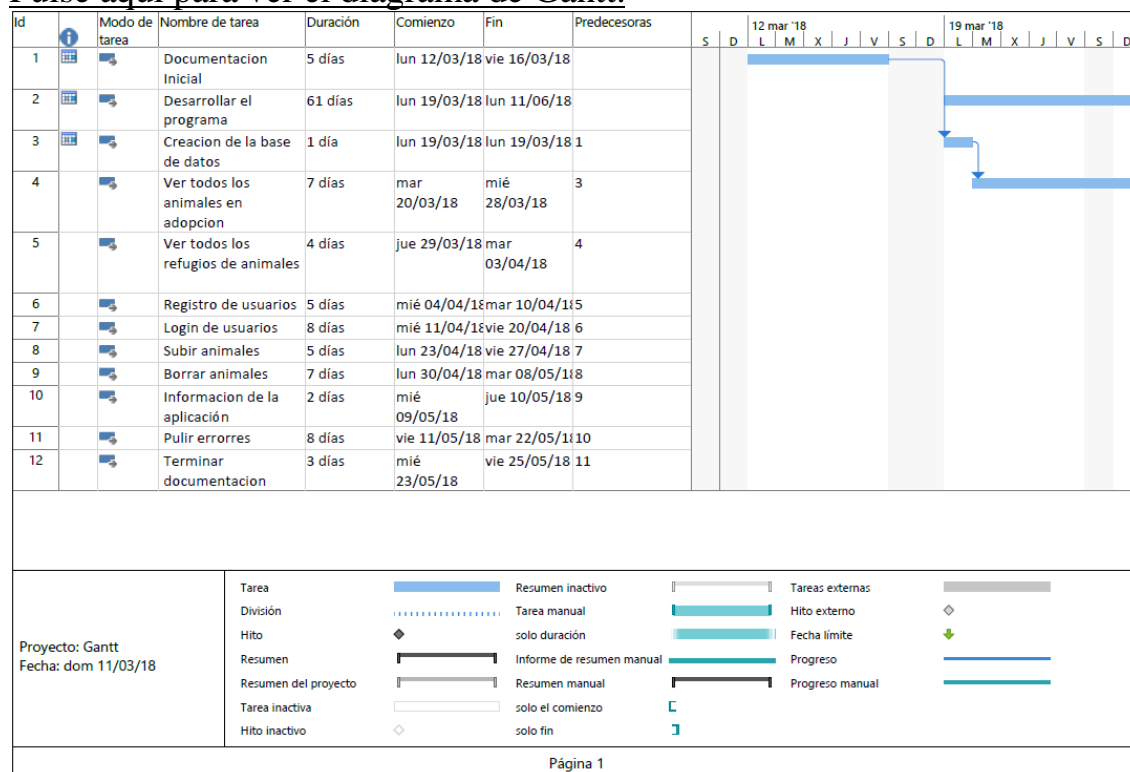 Pulse aquí para ver el diagrama de Gantt.
Id Modo de tarea Nombre de tarea Duración Comienzo Fin Predecesoras
12 mar '18 19 mar '18
S D L M X J V S D L M X J V S D
1 Documentacion Inicial 5 días lun 12/03/18 vie 16/03/18
2 Desarrollar el programa 61 días lun 19/03/18 lun 11/06/18
3 Creacion de la base de datos 1 día lun 19/03/18 lun 19/03/18 1
4 Ver todos los animales en adopcion 7 días mar 20/03/18 mié 28/03/18 3
5 Ver todos los refugios de animales 4 días jue 29/03/18 mar 03/04/18 4
6 Registro de usuarios 5 días mié 04/04/18 mar 10/04/18 5
7 Login de usuarios 8 días mié 11/04/18 vie 20/04/18 6
8 Subir animales 5 días lun 23/04/18 vie 27/04/18 7
9 Borrar animales 7 días lun 30/04/18 mar 08/05/18 8
10 Informacion de la aplicación 2 días mié 09/05/18 jue 10/05/18 9
11 Pulir errorres 8 días vie 11/05/18 mar 22/05/18 10
12 Terminar documentacion 3 días mié 23/05/18 vie 25/05/18 11
Proyecto: Gantt
Fecha: dom 11/03/18
Tarea Resumen inactivo Tareas externas
División Tarea manual Hito externo
Hito solo duración Fecha límite
Resumen Informe de resumen manual Progreso
Resumen del proyecto Resumen manual Progreso manual
Tarea inactiva solo el comienzo
Hito inactivo solo fin
Página 1